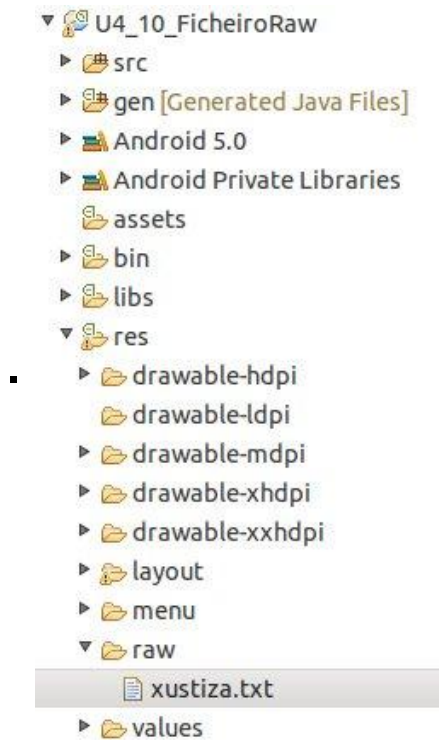 U4_10_FicheiroRaw
src
gen [Generated Java Files]
Android 5.0
Android Private Libraries
assets
bin
libs
res
drawable-hdpi
drawable-ldpi
drawable-mdpi
drawable-xhdpi
drawable-xxhdpi
layout
menu
raw
xustiza.txt
values